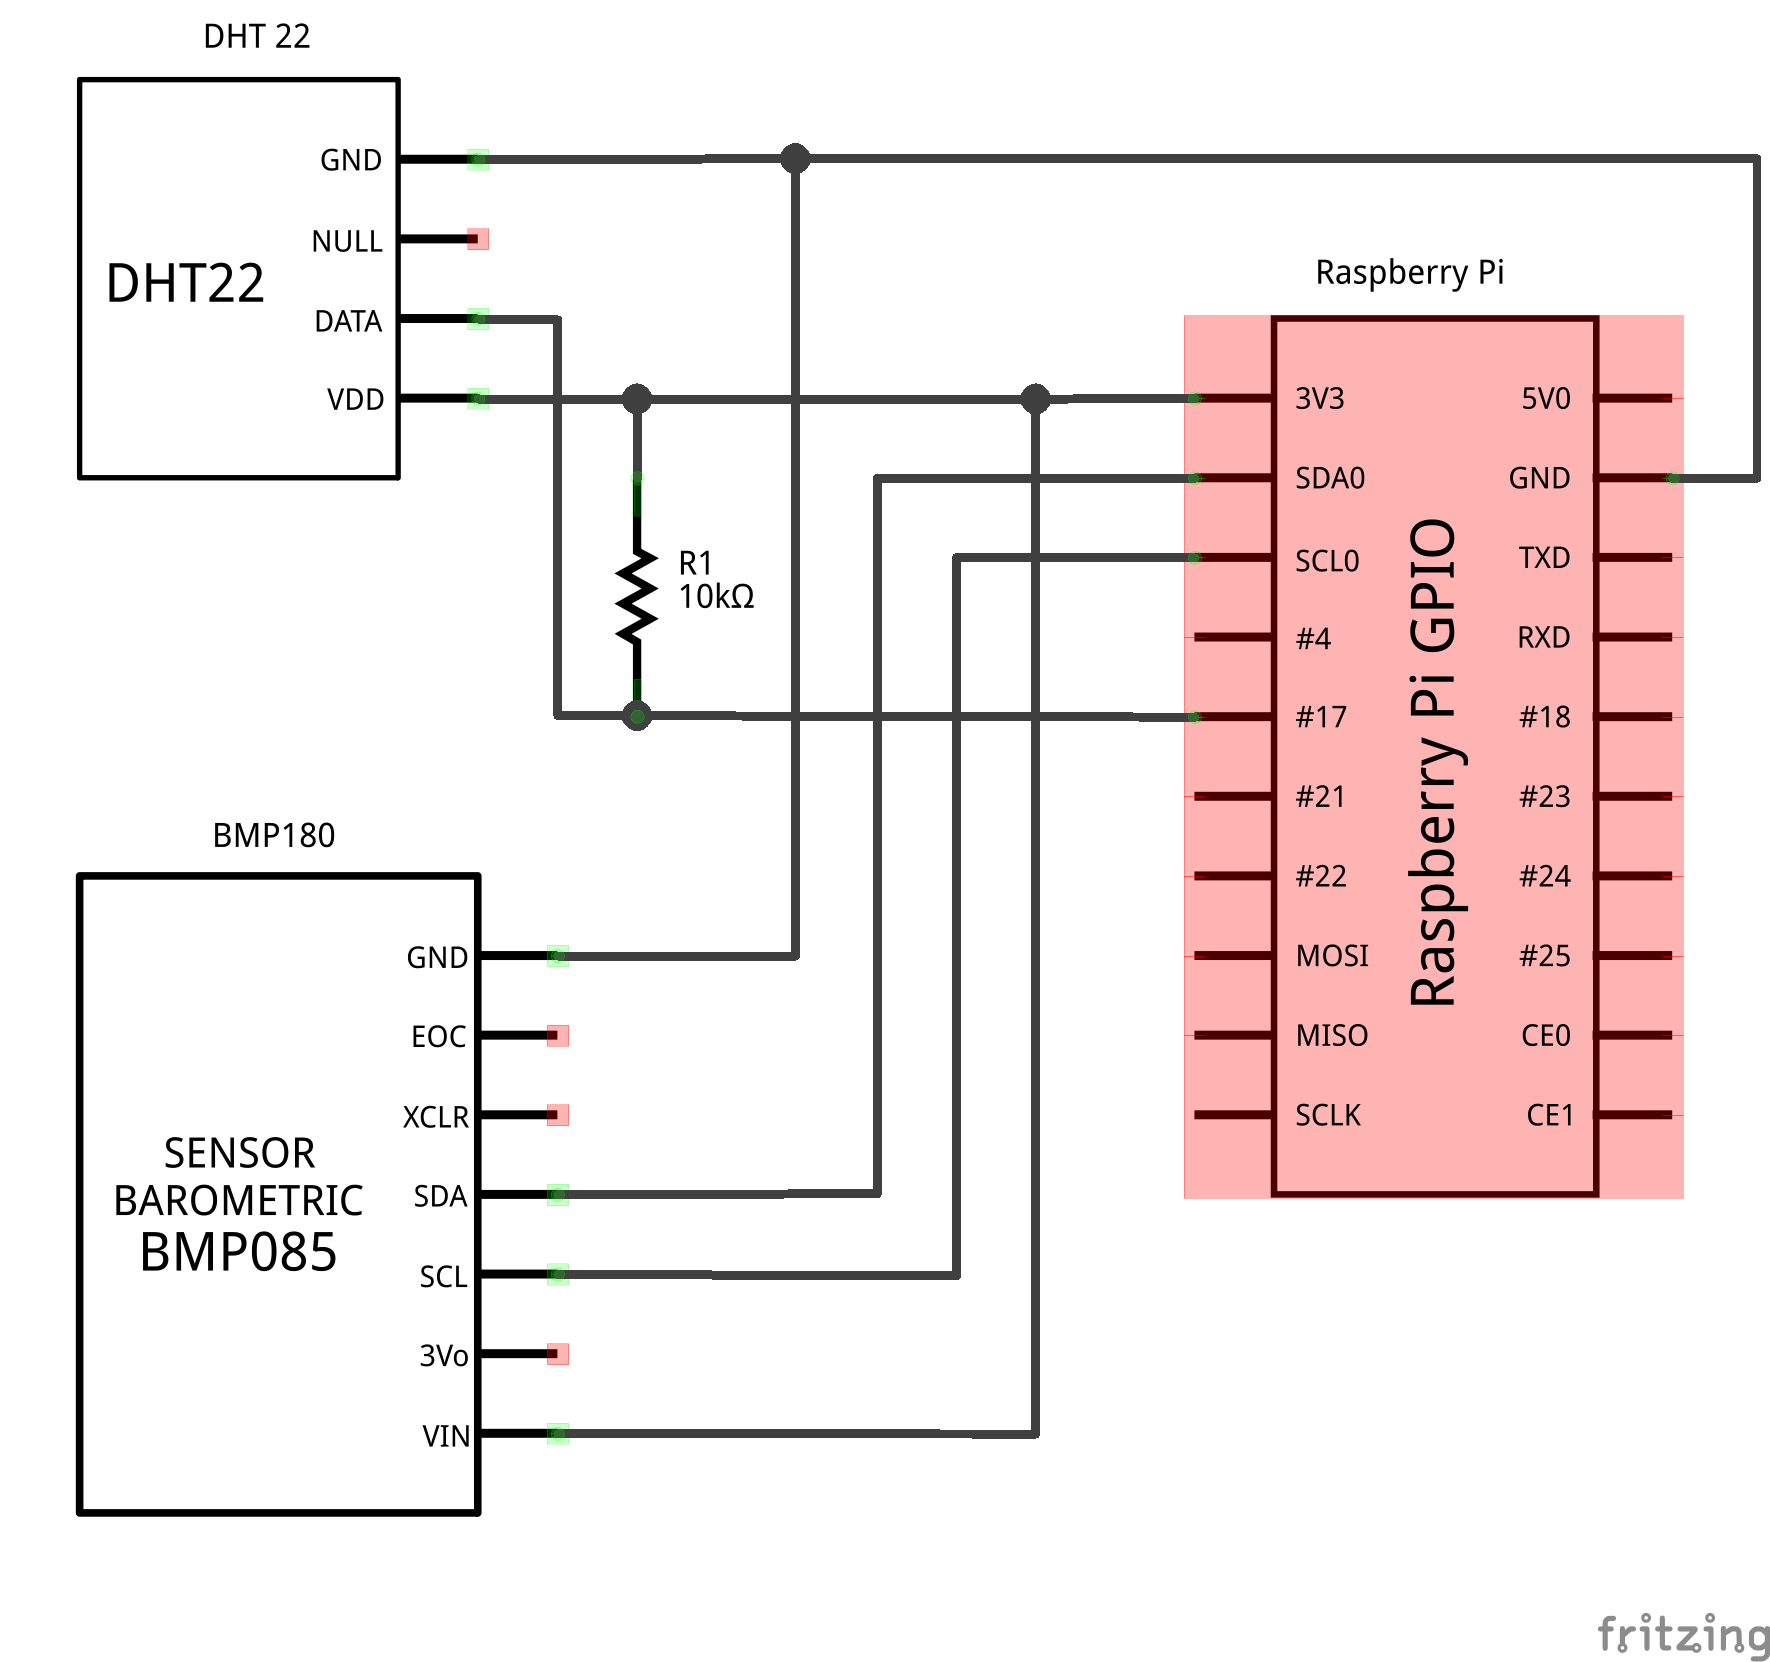 DHT 22
GND
NULL
DHT22
DATA
VDD
Raspberry Pi
3V3
5V0
SDA0
GND
SCL0
TXD
#4
RXD
#17
#18
#21
#23
#22
#24
MOSI
#25
MISO
CE0
SCLK
CE1
Raspberry Pi GPIO
R1
10kΩ
BMP180
GND
EOC
XCLR
SENSOR
BAROMETRIC
BMP085
SDA
SCL
3Vo
VIN
fritzing